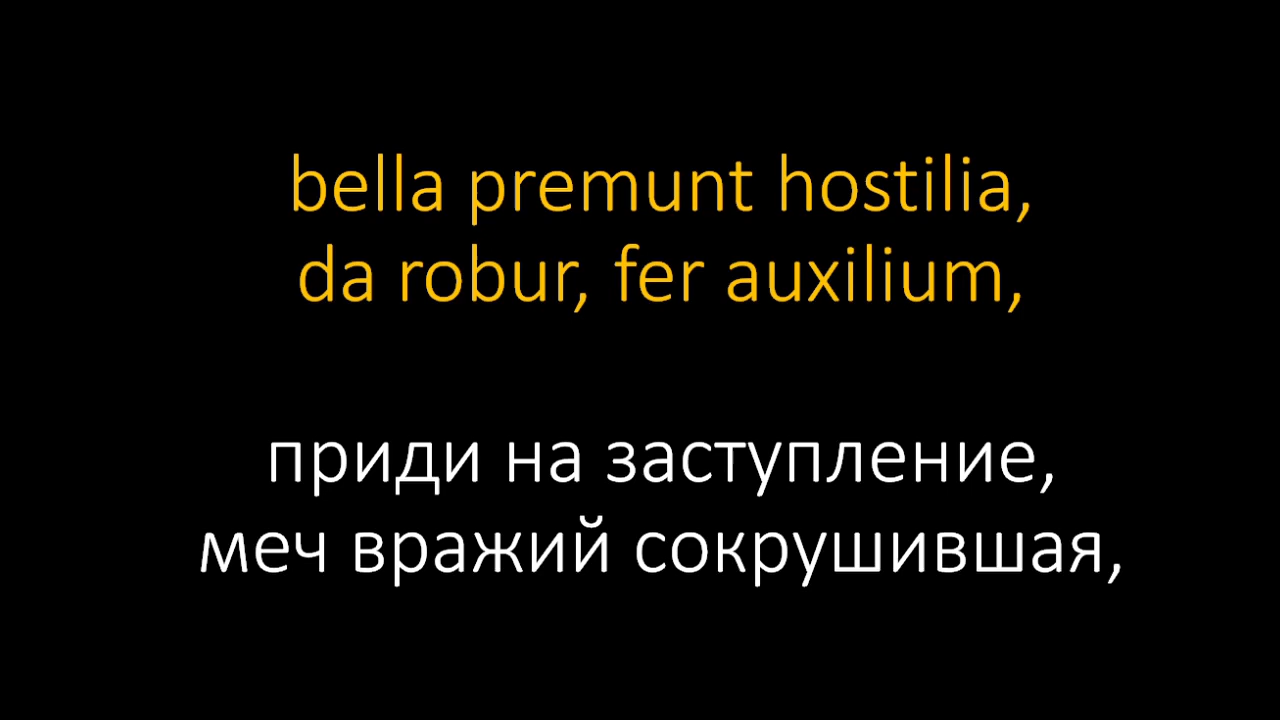 bella premunt hostilia,
da robur, fer auxilium,
приди на заступление,
меч вражий сокрушившая,